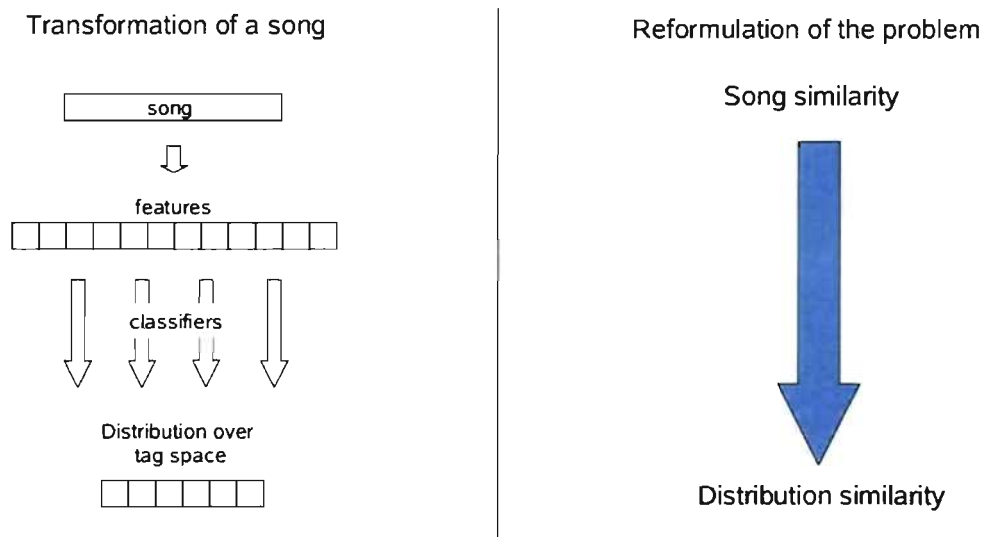 Transformation of a song
song
features
classifiers
Distribution over
tag space
Reformulation of the problem
Song similarity
Distribution similarity